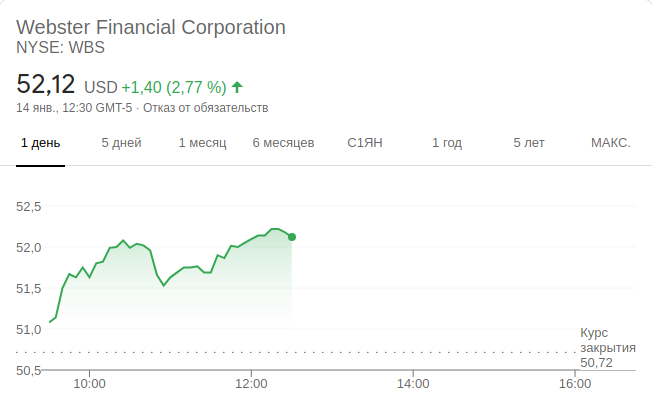 Webster Financial Corporation
NYSE: WBS
52,12 USD +1,40 (2,77 %)
14 янв., 12:30 GMT-5 · Отказ от обязательств
1 день 5 дней 1 месяц 6 месяцев С1ЯН 1 год 5 лет МАКС.
52,5
52,0
51,5
51,0
Курс
закрытия
50,72
50,5
10:00 12:00 14:00 16:00